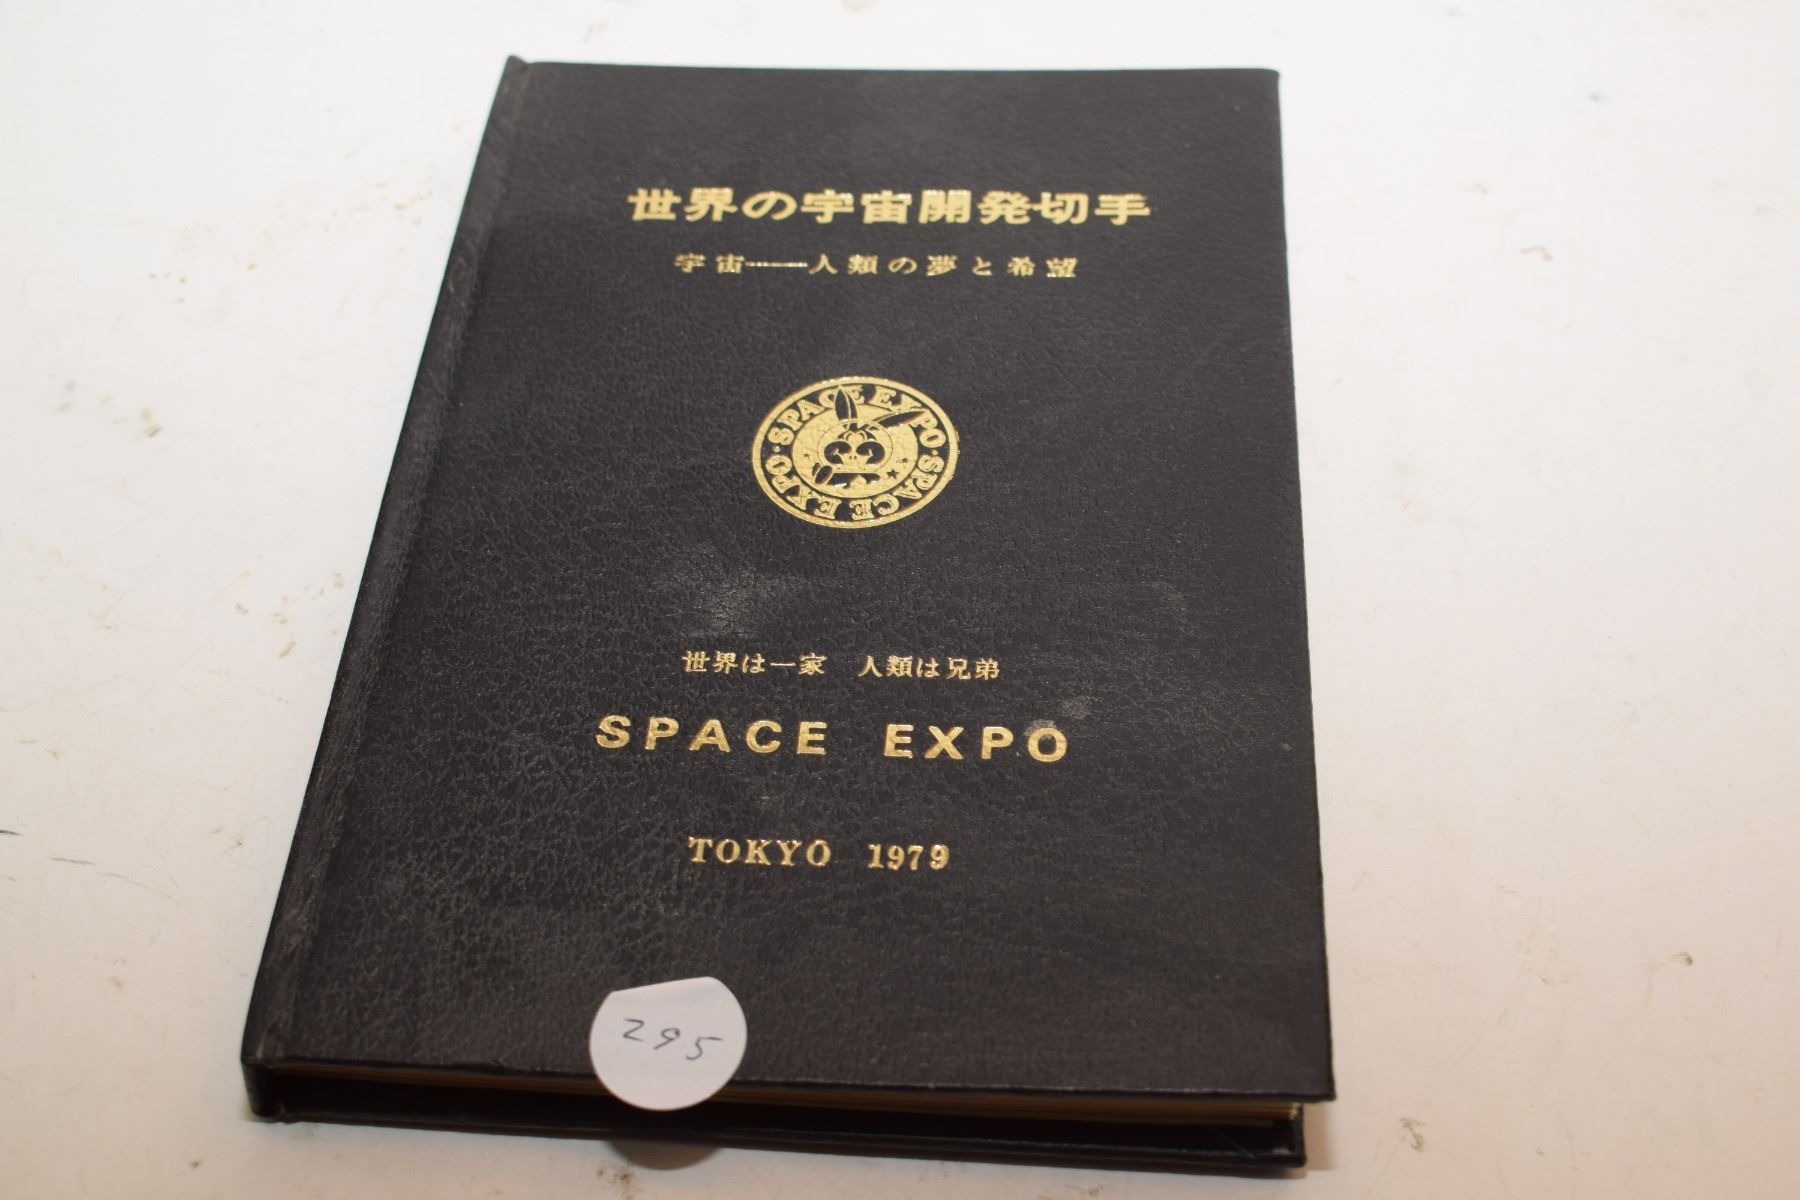 世界の宇宙開発切手
宇宙――人類の夢と希望
SPACE EXPO・SPACE EXPO・
世界は一家　人類は兄弟
SPACE EXPO
TOKYO 1979
295